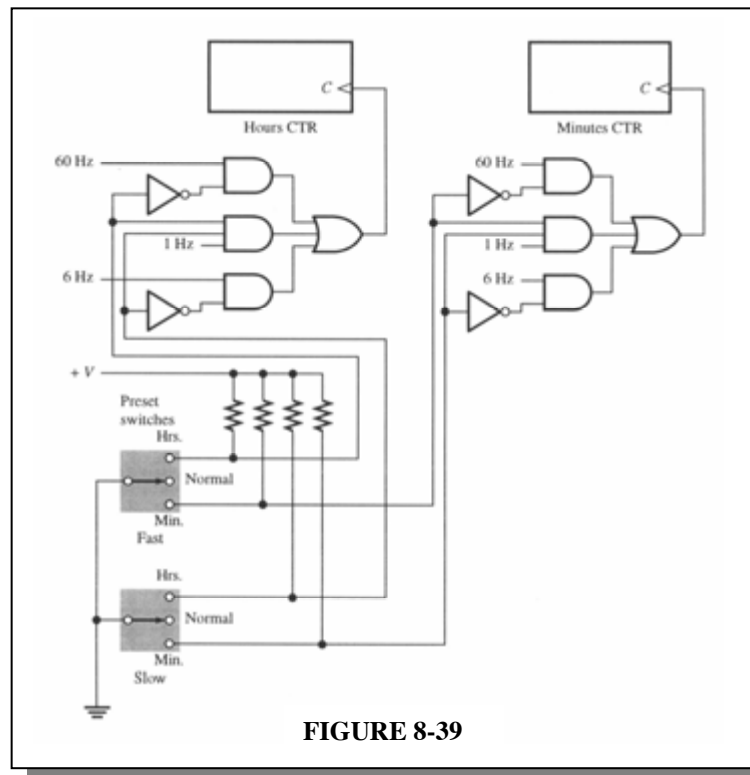 C
C
Hours CTR
Minutes CTR
60 Hz
60 Hz
1 Hz
1 Hz
6 Hz
6 Hz
+ V
Preset
switches
Hrs.
Normal
Min.
Fast
Hrs.
Normal
Min.
Slow
FIGURE 8-39